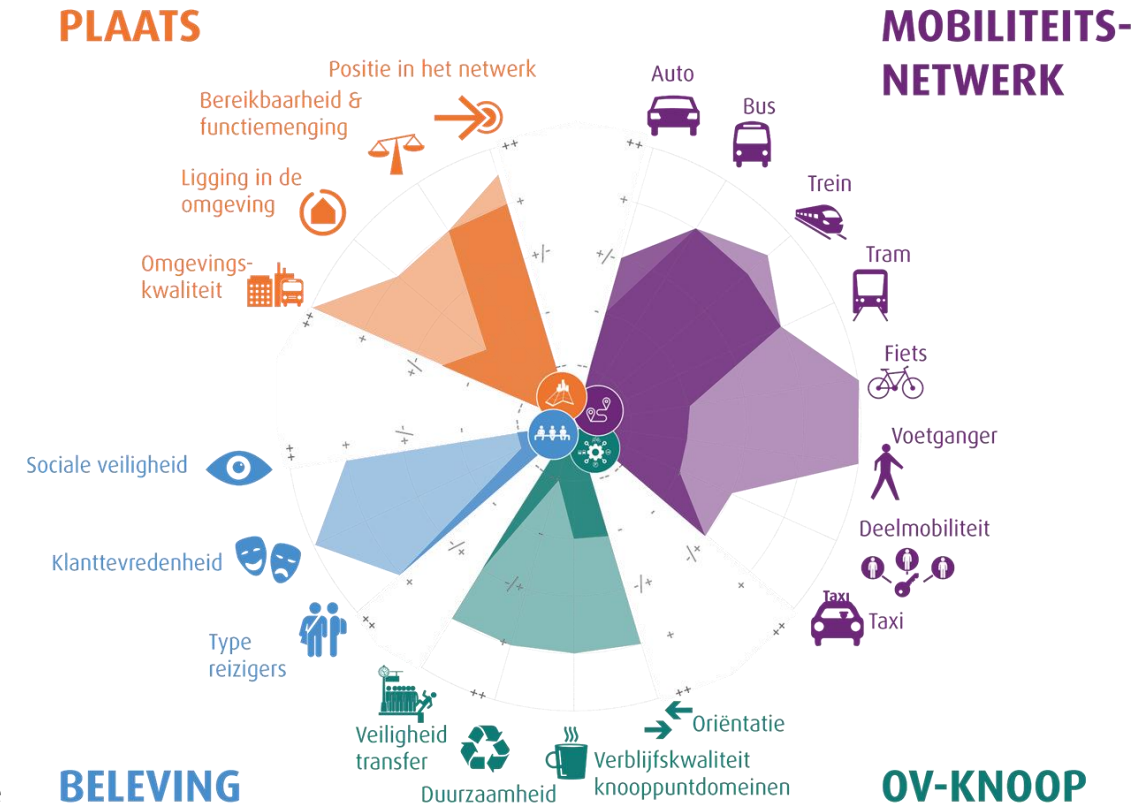 PLAATS
MOBILITEITS-
NETWERK
Positie in het netwerk
Bereikbaarheid &
functiemenging
Ligging in de
omgeving
Omgevings-
kwaliteit
Auto
Bus
Trein
Tram
Fiets
Voetganger
Deelmobiliteit
Taxi
Taxi
++
+
+/-
-
++
+
+/-
-
++
+
+/-
-
++
+
+/-
-
++
+
+/-
-
++
+
+/-
-
++
+
+/-
-
++
+
+/-
-
Sociale veiligheid
Klanttevredenheid
Type
reizigers
Veiligheid
transfer
Duurzaamheid
Verblijfskwaliteit
knooppuntdomeinen
Oriëntatie
BELEVING
OV-KNOOP